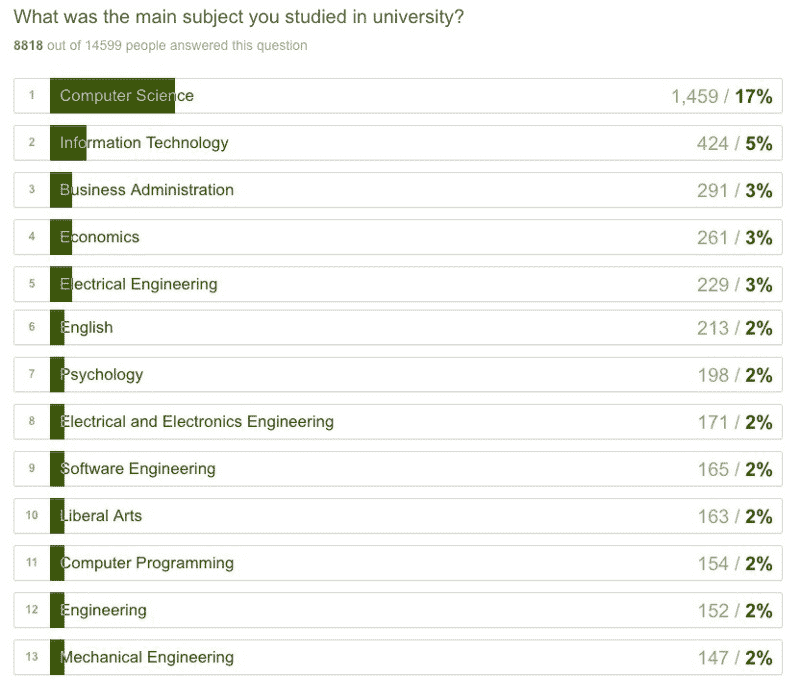 What was the main subject you studied in university?
8818 out of 14599 people answered this question
1 Computer Science 1,459 / 17%
2 Information Technology 424 / 5%
3 Business Administration 291 / 3%
4 Economics 261 / 3%
5 Electrical Engineering 229 / 3%
6 English 213 / 2%
7 Psychology 198 / 2%
8 Electrical and Electronics Engineering 171 / 2%
9 Software Engineering 165 / 2%
10 Liberal Arts 163 / 2%
11 Computer Programming 154 / 2%
12 Engineering 152 / 2%
13 Mechanical Engineering 147 / 2%